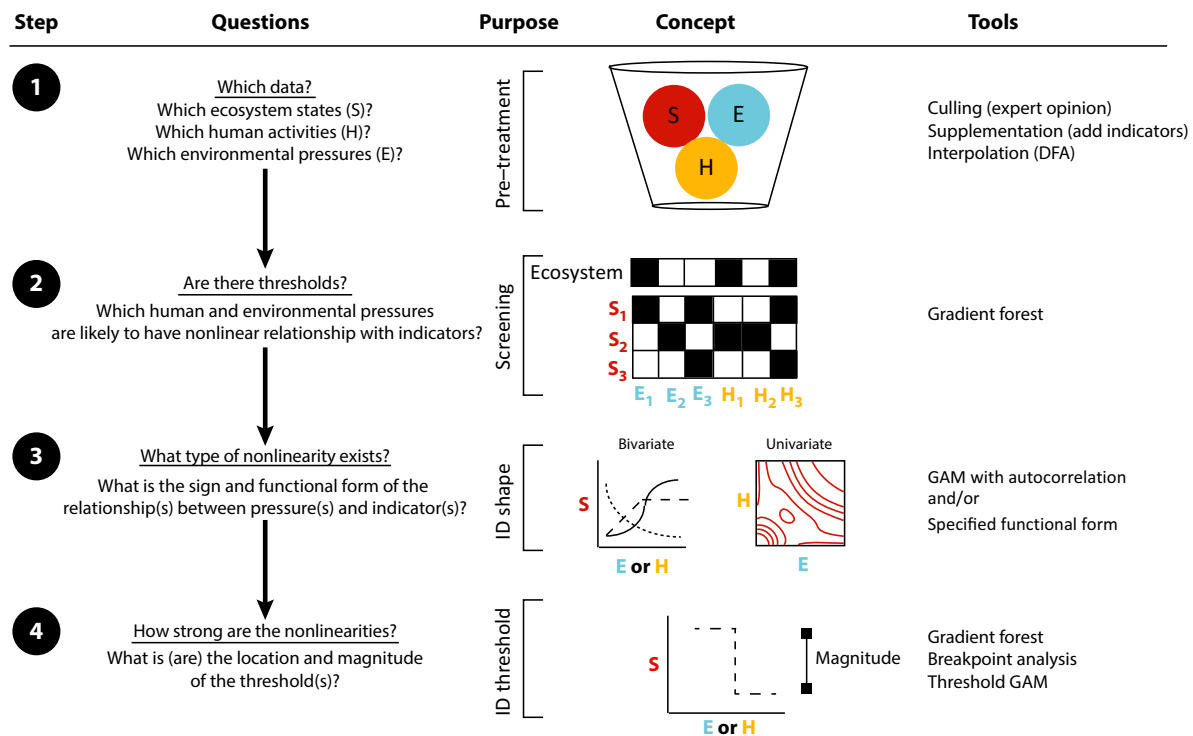 Step Questions Purpose Concept Tools
1
Which data?
Which ecosystem states (S)?
Which human activities (H)?
Which environmental pressures (E)?
Pre–treatment
S E
H
Culling (expert opinion)
Supplementation (add indicators)
Interpolation (DFA)
2
Are there thresholds?
Which human and environmental pressures
are likely to have nonlinear relationship with indicators?
Screening
Ecosystem
S1
S2
S3
E1 E2 E3 H1 H2 H3
Gradient forest
3
What type of nonlinearity exists?
What is the sign and functional form of the
relationship(s) between pressure(s) and indicator(s)?
ID shape
Bivariate
S
E or H
Univariate
H
E
GAM with autocorrelation
and/or
Specified functional form
4
How strong are the nonlinearities?
What is (are) the location and magnitude
of the threshold(s)?
ID threshold
S
E or H
Magnitude
Gradient forest
Breakpoint analysis
Threshold GAM